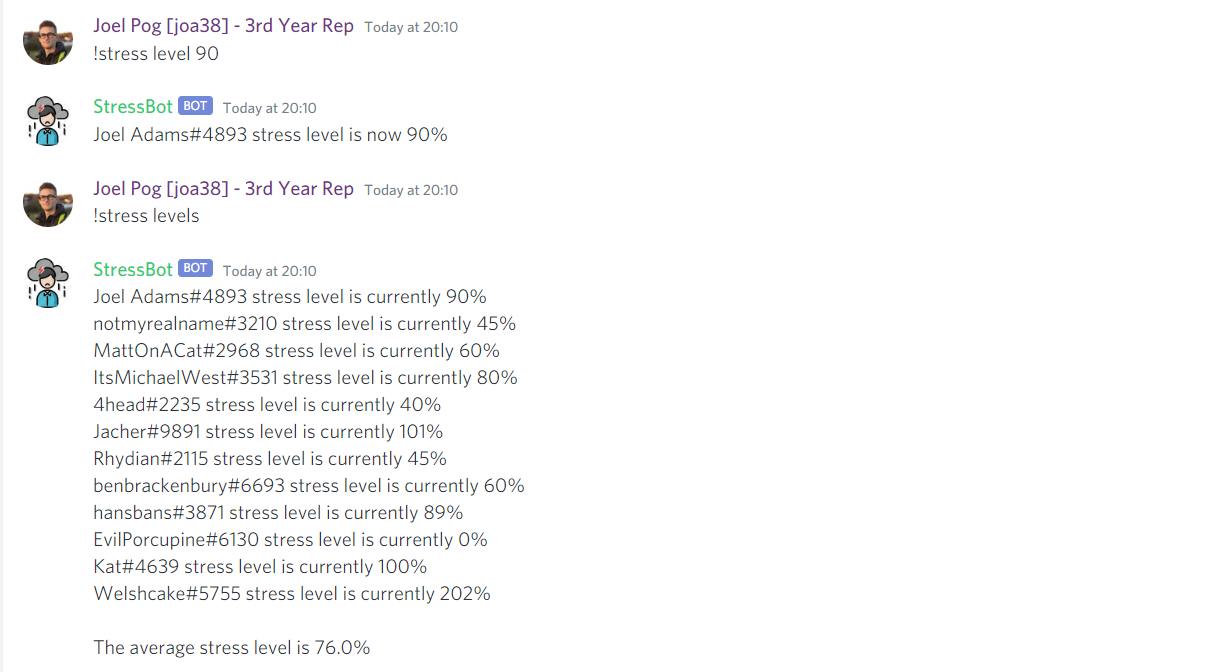 Joel Pog [joa38] - 3rd Year Rep Today at 20:10
!stress level 90
StressBot BOT Today at 20:10
Joel Adams#4893 stress level is now 90%
Joel Pog [joa38] - 3rd Year Rep Today at 20:10
!stress levels
StressBot BOT Today at 20:10
Joel Adams#4893 stress level is currently 90%
notmyrealname#3210 stress level is currently 45%
MattOnACat#2968 stress level is currently 60%
ItsMichaelWest#3531 stress level is currently 80%
4head#2235 stress level is currently 40%
Jacher#9891 stress level is currently 101%
Rhydian#2115 stress level is currently 45%
benbrackenbury#6693 stress level is currently 60%
hansbans#3871 stress level is currently 89%
EvilPorcupine#6130 stress level is currently 0%
Kat#4639 stress level is currently 100%
Welshcake#5755 stress level is currently 202%
The average stress level is 76.0%